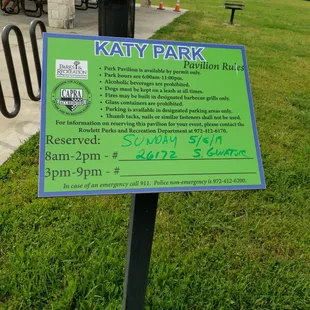 KATY PARK
Pavilion Rules
PARKS
& RECREATION
CAPRA
• Park Pavilion is available by permit only.
• Park hours are 6:00am-11:00pm.
• Alcoholic beverages are prohibited.
• Dogs must be kept on a leash at all times.
• Fires must be built in designated barbecue grills only.
• Glass containers are prohibited.
• Parking is available in designated parking areas only.
• Thumb tacks, nails or similar fasteners shall not be used.
For information on reserving this pavilion for your event, please contact the
Rowlett Parks and Recreation Department at 972-412-6170.
Reserved: SUNDAY 5/5/19
8am-2pm - # 26172 S. GWATOR
3pm-9pm - #
In case of an emergency call 911. Police non-emergency is 972-412-6200.